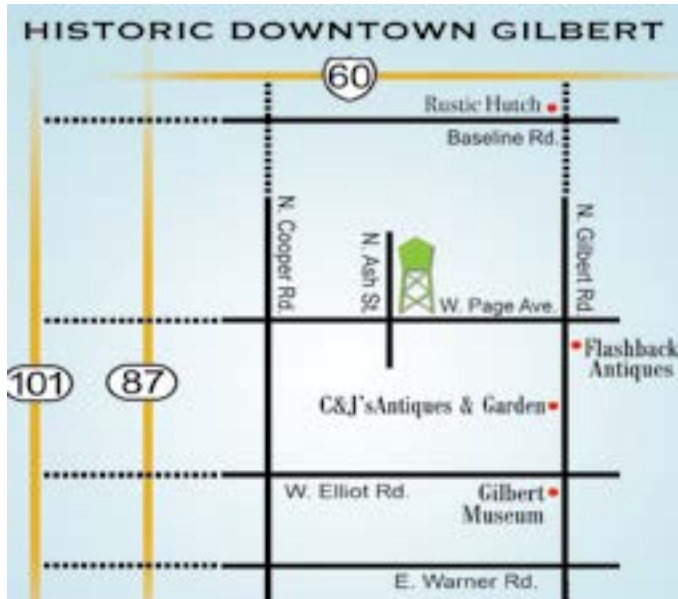 HISTORIC DOWNTOWN GILBERT
60
Rustic Hutch
Baseline Rd.
N. Cooper Rd.
N. Ash St.
N. Gilbert Rd
W. Page Ave.
Flashback
Antiques
101
87
C&J'sAntiques & Garden
W. Elliot Rd.
Gilbert
Museum
E. Warner Rd.